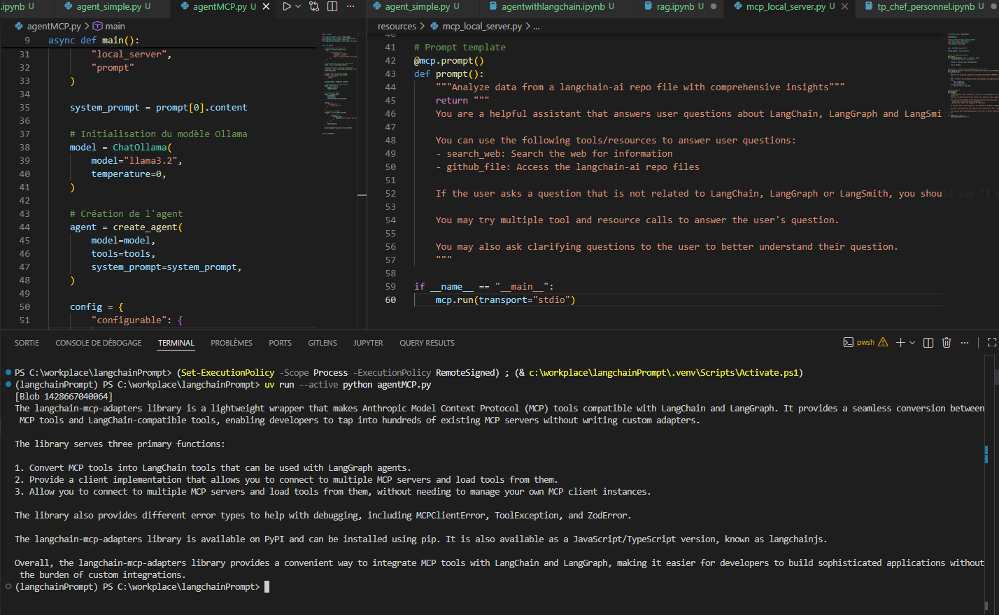 .ipynb U
agent_simple.py U
agentMCP.py U
agent_simple.py U
agentwithlangchain.ipynb U
rag.ipynb U
mcp_local_server.py U
tp_chef_personnel.ipynb U
agentMCP.py > main
9 async def main():
31 "local_server",
32 "prompt"
33 )
34
35 system_prompt = prompt[0].content
36
37 # Initialisation du modèle Ollama
38 model = ChatOllama(
39 model="llama3.2",
40 temperature=0,
41 )
42
43 # Création de l'agent
44 agent = create_agent(
45 model=model,
46 tools=tools,
47 system_prompt=system_prompt,
48 )
49
50 config = {
51 "configurable": {
resources > mcp_local_server.py > ...
40
41 # Prompt template
42 @mcp.prompt()
43 def prompt():
44 """Analyze data from a langchain-ai repo file with comprehensive insights"""
45 return """
46 You are a helpful assistant that answers user questions about LangChain, LangGraph and LangSmi
47
48 You can use the following tools/resources to answer user questions:
49 - search_web: Search the web for information
50 - github_file: Access the langchain-ai repo files
51
52 If the user asks a question that is not related to LangChain, LangGraph or LangSmith, you should say "I'm
53
54 You may try multiple tool and resource calls to answer the user's question.
55
56 You may also ask clarifying questions to the user to better understand their question.
57 """
58
59 if __name__ == "__main__":
60 mcp.run(transport="stdio")
SORTIE CONSOLE DE DÉBOGAGE TERMINAL PROBLÈMES PORTS GITLENS JUPYTER QUERY RESULTS
pwsh
PS C:\workplace\langchainPrompt> (Set-ExecutionPolicy -Scope Process -ExecutionPolicy RemoteSigned) ; (& c:\workplace\langchainPrompt\.venv\Scripts\Activate.ps1)
(langchainPrompt) PS C:\workplace\langchainPrompt> uv run --active python agentMCP.py
[Blob 1428667040064]
The langchain-mcp-adapters library is a lightweight wrapper that makes Anthropic Model Context Protocol (MCP) tools compatible with LangChain and LangGraph. It provides a seamless conversion between
MCP tools and LangChain-compatible tools, enabling developers to tap into hundreds of existing MCP servers without writing custom adapters.
The library serves three primary functions:
1. Convert MCP tools into LangChain tools that can be used with LangGraph agents.
2. Provide a client implementation that allows you to connect to multiple MCP servers and load tools from them.
3. Allow you to connect to multiple MCP servers and load tools from them, without needing to manage your own MCP client instances.
The library also provides different error types to help with debugging, including MCPClientError, ToolException, and ZodError.
The langchain-mcp-adapters library is available on PyPI and can be installed using pip. It is also available as a JavaScript/TypeScript version, known as langchainjs.
Overall, the langchain-mcp-adapters library provides a convenient way to integrate MCP tools with LangChain and LangGraph, making it easier for developers to build sophisticated applications without
the burden of custom integrations.
(langchainPrompt) PS C:\workplace\langchainPrompt>